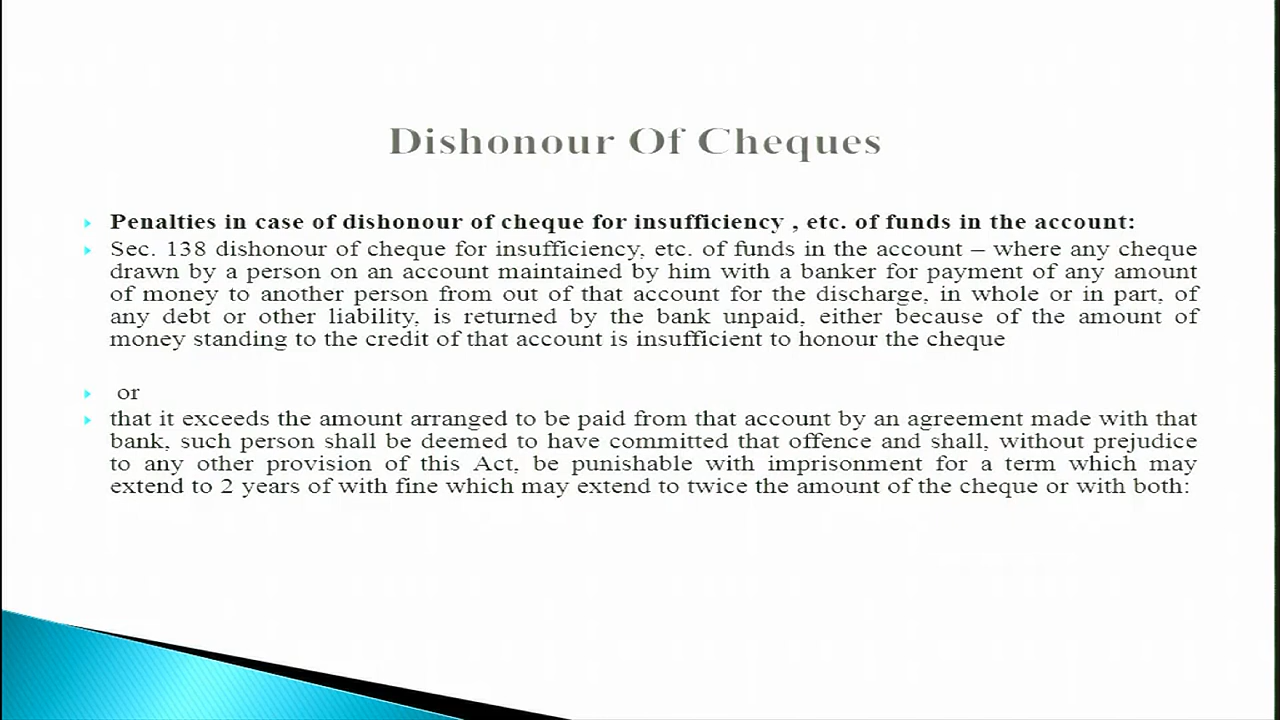 Dishonour Of Cheques
Penalties in case of dishonour of cheque for insufficiency , etc. of funds in the account:
Sec. 138 dishonour of cheque for insufficiency, etc. of funds in the account – where any cheque
drawn by a person on an account maintained by him with a banker for payment of any amount
of money to another person from out of that account for the discharge, in whole or in part, of
any debt or other liability, is returned by the bank unpaid, either because of the amount of
money standing to the credit of that account is insufficient to honour the cheque
or
that it exceeds the amount arranged to be paid from that account by an agreement made with that
bank, such person shall be deemed to have committed that offence and shall, without prejudice
to any other provision of this Act, be punishable with imprisonment for a term which may
extend to 2 years of with fine which may extend to twice the amount of the cheque or with both: